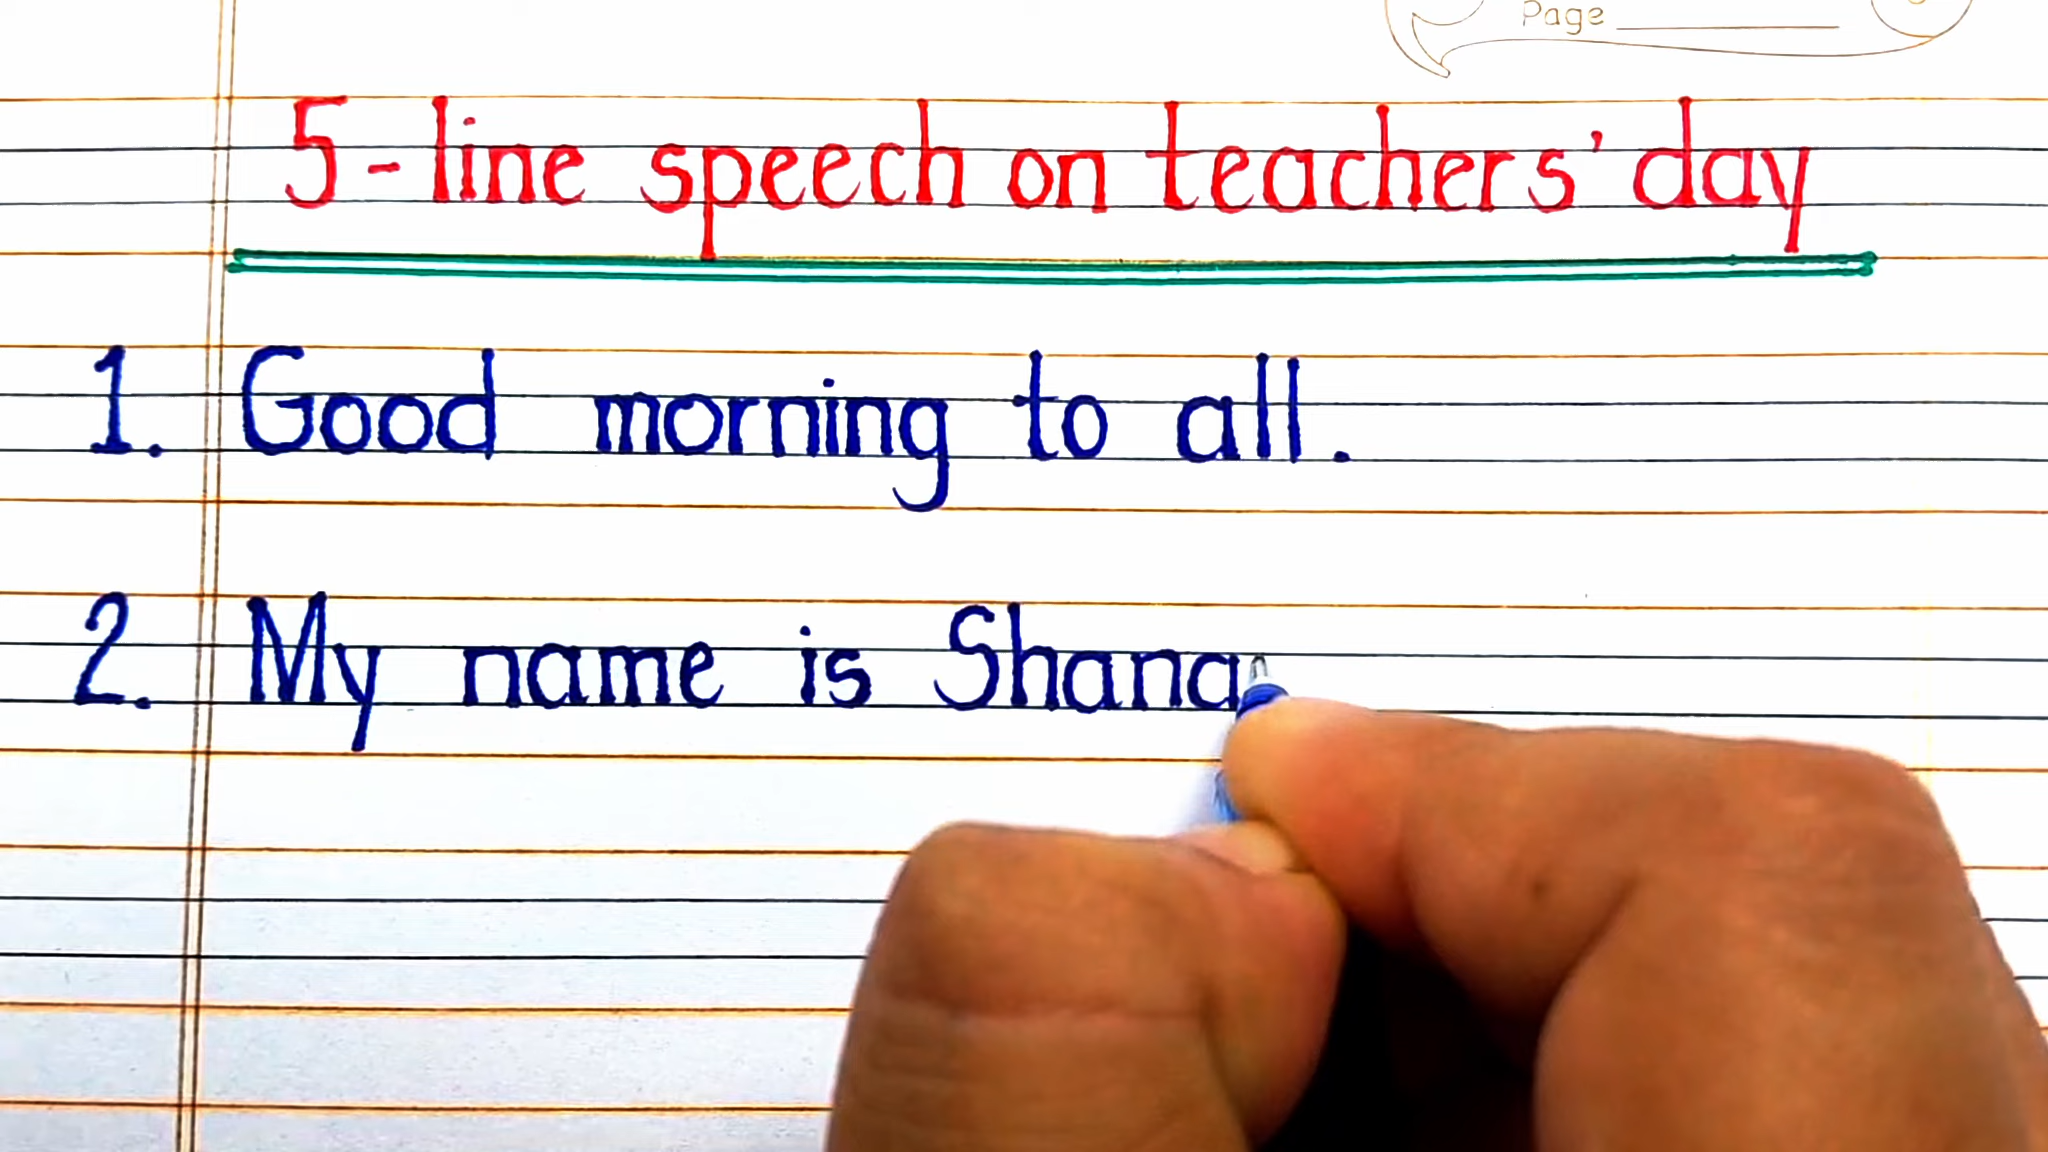 Page
5-line speech on teachers' day
1. Good morning to all.
2. My name is Shana